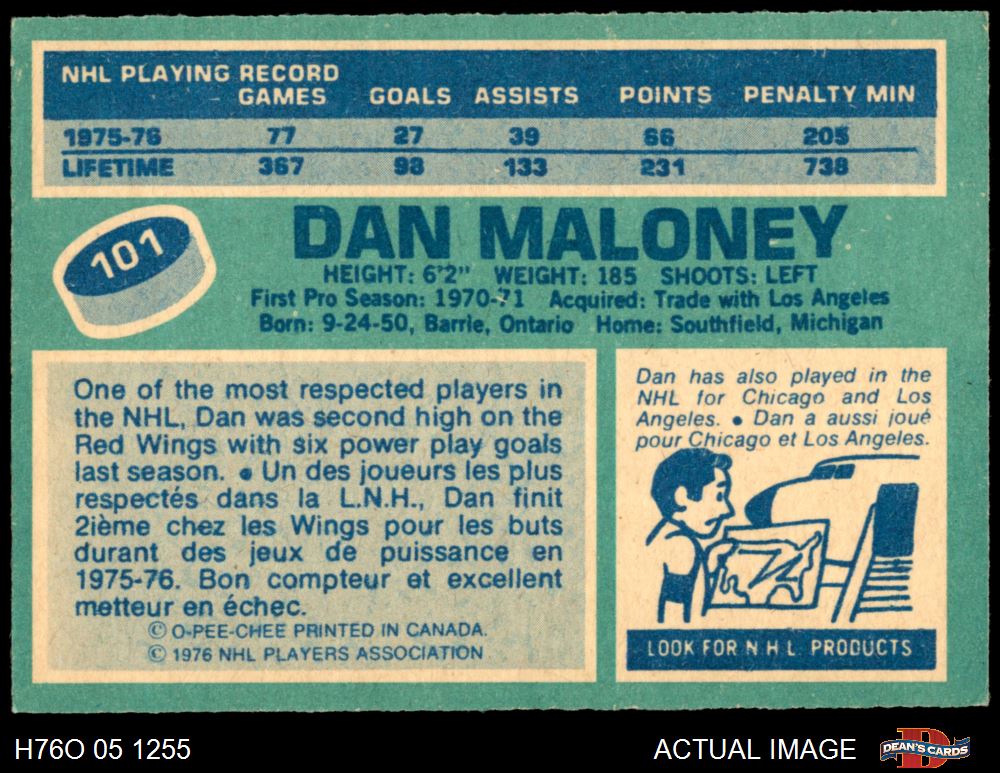 NHL PLAYING RECORD
GAMES GOALS ASSISTS POINTS PENALTY MIN
1975-76 77 27 39 66 205
LIFETIME 367 98 133 231 738
101
DAN MALONEY
HEIGHT: 6'2" WEIGHT: 185 SHOOTS: LEFT
First Pro Season: 1970-71 Acquired: Trade with Los Angeles
Born: 9-24-50, Barrie, Ontario Home: Southfield, Michigan
One of the most respected players in
the NHL, Dan was second high on the
Red Wings with six power play goals
last season. • Un des joueurs les plus
respectés dans la L.N.H., Dan finit
2ième chez les Wings pour les buts
durant des jeux de puissance en
1975-76. Bon compteur et excellent
metteur en échec.
© O-PEE-CHEE PRINTED IN CANADA.
© 1976 NHL PLAYERS ASSOCIATION
Dan has also played in the
NHL for Chicago and Los
Angeles. • Dan a aussi joué
pour Chicago et Los Angeles.
LOOK FOR N H L PRODUCTS
H76O 05 1255
ACTUAL IMAGE
DEAN'S CARDS